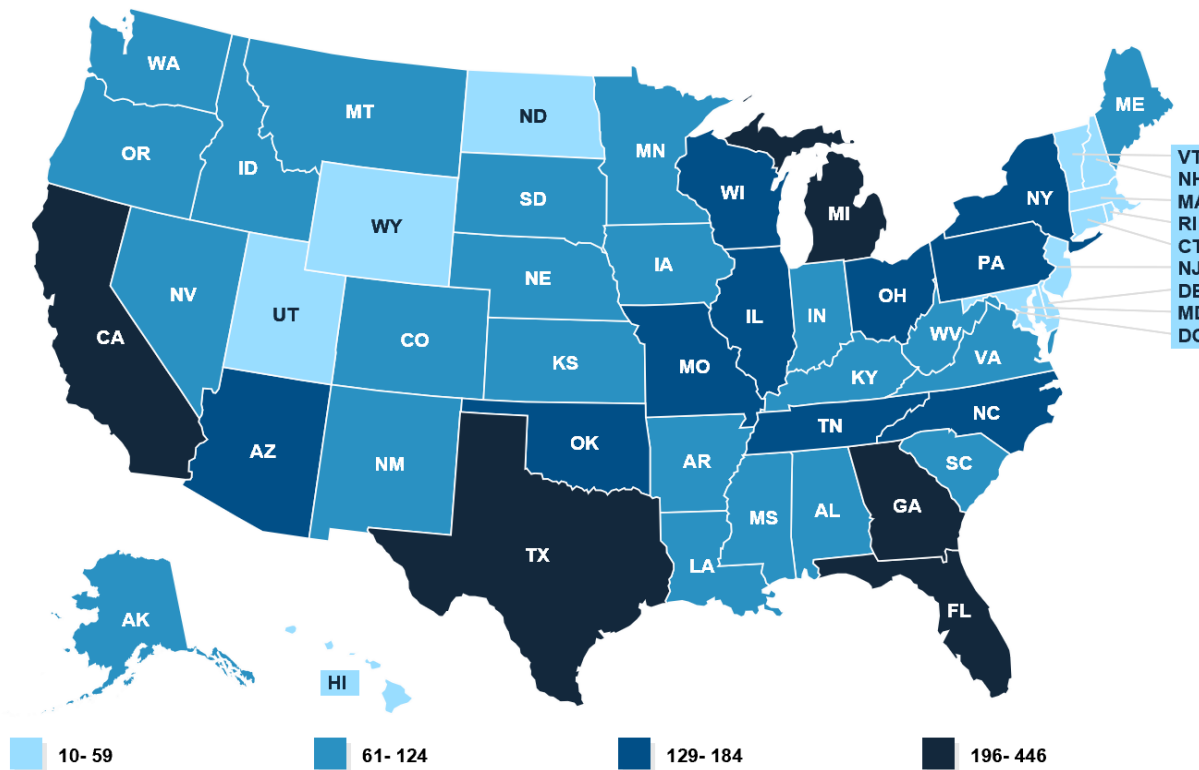 WA
ME
MT
ND
MN
OR
VT
ID
NH
SD
WI
NY
MA
MI
RI
WY
CT
IA
PA
NJ
NE
DE
NV
OH
MD
UT
IL
IN
WV
DC
CA
CO
VA
KS
MO
KY
NC
TN
AZ
OK
AR
SC
NM
GA
MS
AL
TX
LA
FL
AK
HI
10- 59
61- 124
129- 184
196- 446